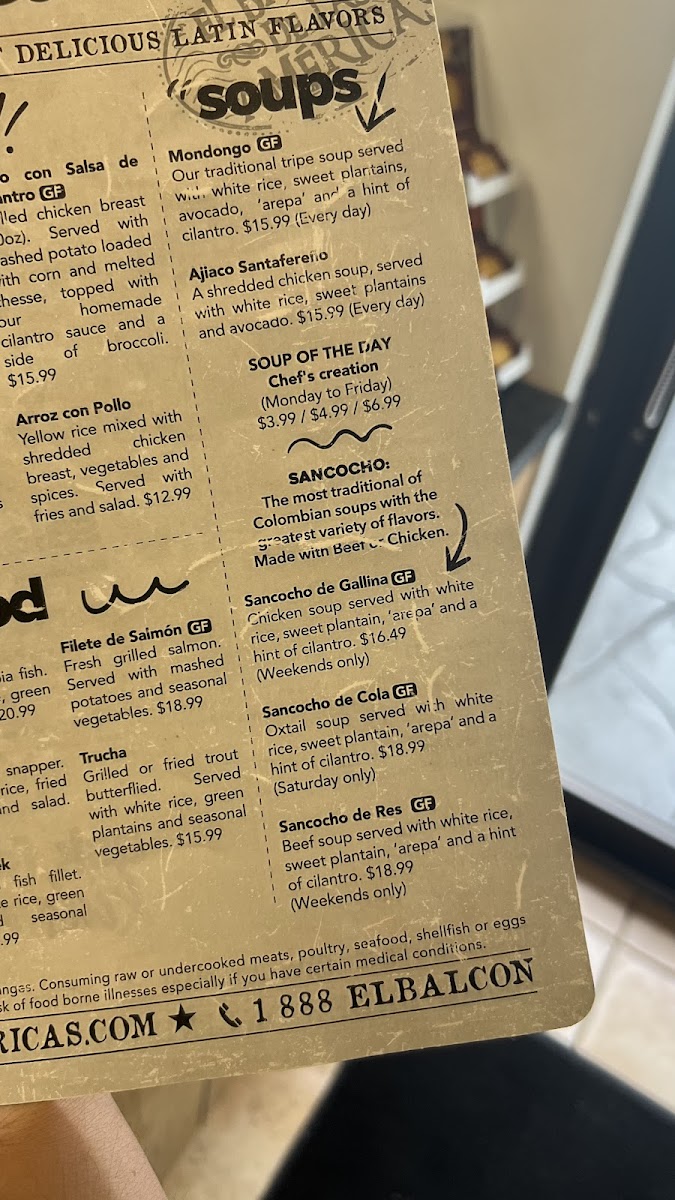 DELICIOUS LATIN FLAVORS
"soups
Mondongo GF
Our traditional tripe soup served
with white rice, sweet plantains,
avocado, 'arepa' and a hint of
cilantro. $15.99 (Every day)
Ajiaco Santafereño
A shredded chicken soup, served
with white rice, sweet plantains
and avocado. $15.99 (Every day)
SOUP OF THE DAY
Chef's creation
(Monday to Friday)
$3.99 / $4.99 / $6.99
SANCOCHO:
The most traditional of
Colombian soups with the
greatest variety of flavors.
Made with Beef or Chicken.
Sancocho de Gallina GF
Chicken soup served with white
rice, sweet plantain, 'arepa' and a
hint of cilantro. $16.49
(Weekends only)
Sancocho de Cola GF
Oxtail soup served with white
rice, sweet plantain, 'arepa' and a
hint of cilantro. $18.99
(Saturday only)
Sancocho de Res GF
Beef soup served with white rice,
sweet plantain, 'arepa' and a hint
of cilantro. $18.99
(Weekends only)
con Salsa de
GF
chicken breast
Served with
potato loaded
with corn and melted
chesse, topped with
our homemade
cilantro sauce and a
side of broccoli.
$15.99
Arroz con Pollo
Yellow rice mixed with
shredded chicken
breast, vegetables and
spices. Served with
fries and salad. $12.99
Filete de Salmón GF
Fresh grilled salmon.
Served with mashed
potatoes and seasonal
vegetables. $18.99
Trucha
Grilled or fried trout
butterflied. Served
with white rice, green
plantains and seasonal
vegetables. $15.99
fish.
green
20.99
snapper.
rice, fried
and salad.
fish fillet.
rice, green
seasonal
.99
Consuming raw or undercooked meats, poultry, seafood, shellfish or eggs
of food borne illnesses especially if you have certain medical conditions.
RICAS.COM ★ 1 888 ELBALCON